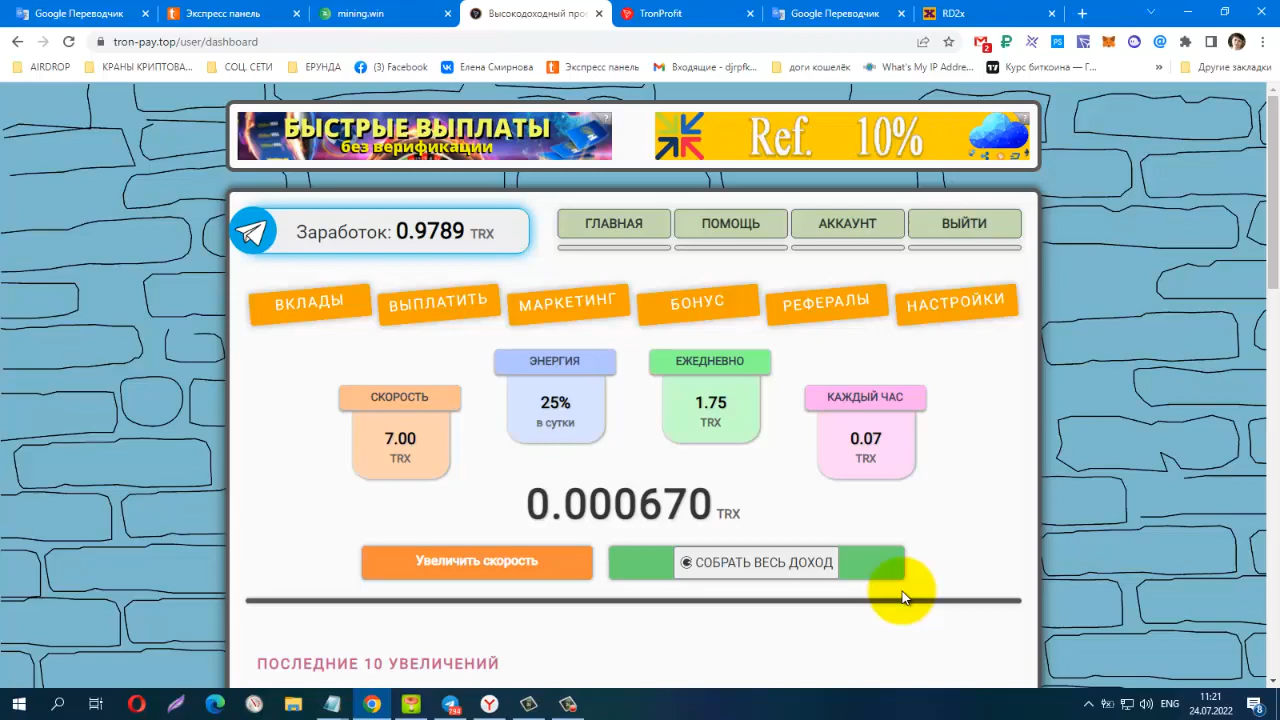 Google Переводчик
Экспресс панель
mining.win
Высокодоходный про
TronProfit
Google Переводчик
RD2x
tron-pay.top/user/dashboard
2
PS
AIRDROP
КРАНЫ КРИПТОВА...
СОЦ. СЕТИ
ЕРУНДА
(3) Facebook
Елена Смирнова
Экспресс панель
Входящие - djrpfk...
доги кошелёк
What's My IP Addre...
Курс биткоина — Г...
»
Другие закладки
БЫСТРЫЕ ВЫПЛАТЫ
без верификации
Ref. 10%
Заработок: 0.9789 TRX
ГЛАВНАЯ
ПОМОЩЬ
АККАУНТ
ВЫЙТИ
ВКЛАДЫ
ВЫПЛАТИТЬ
МАРКЕТИНГ
БОНУС
РЕФЕРАЛЫ
НАСТРОЙКИ
СКОРОСТЬ
7.00
TRX
ЭНЕРГИЯ
25%
в сутки
ЕЖЕДНЕВНО
1.75
TRX
КАЖДЫЙ ЧАС
0.07
TRX
0.000670 TRX
Увеличить скорость
СОБРАТЬ ВЕСЬ ДОХОД
ПОСЛЕДНИЕ 10 УВЕЛИЧЕНИЙ
794
ENG
11:21
24.07.2022
8